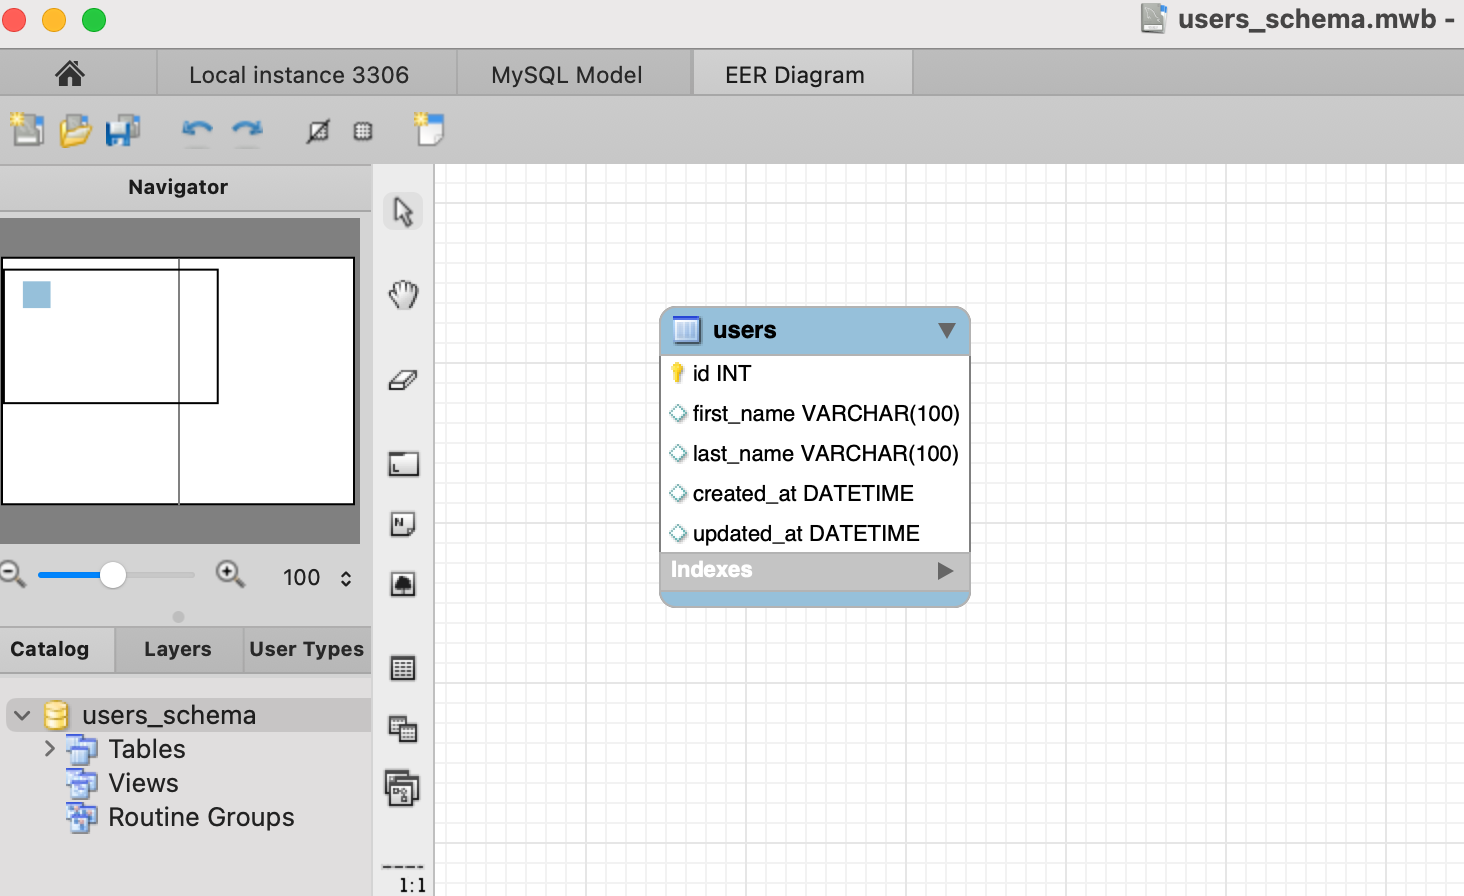 users_schema.mwb -
Local instance 3306
MySQL Model
EER Diagram
Navigator
100
Catalog
Layers
User Types
users_schema
Tables
Views
Routine Groups
L
N
1:1
users
id INT
first_name VARCHAR(100)
last_name VARCHAR(100)
created_at DATETIME
updated_at DATETIME
Indexes